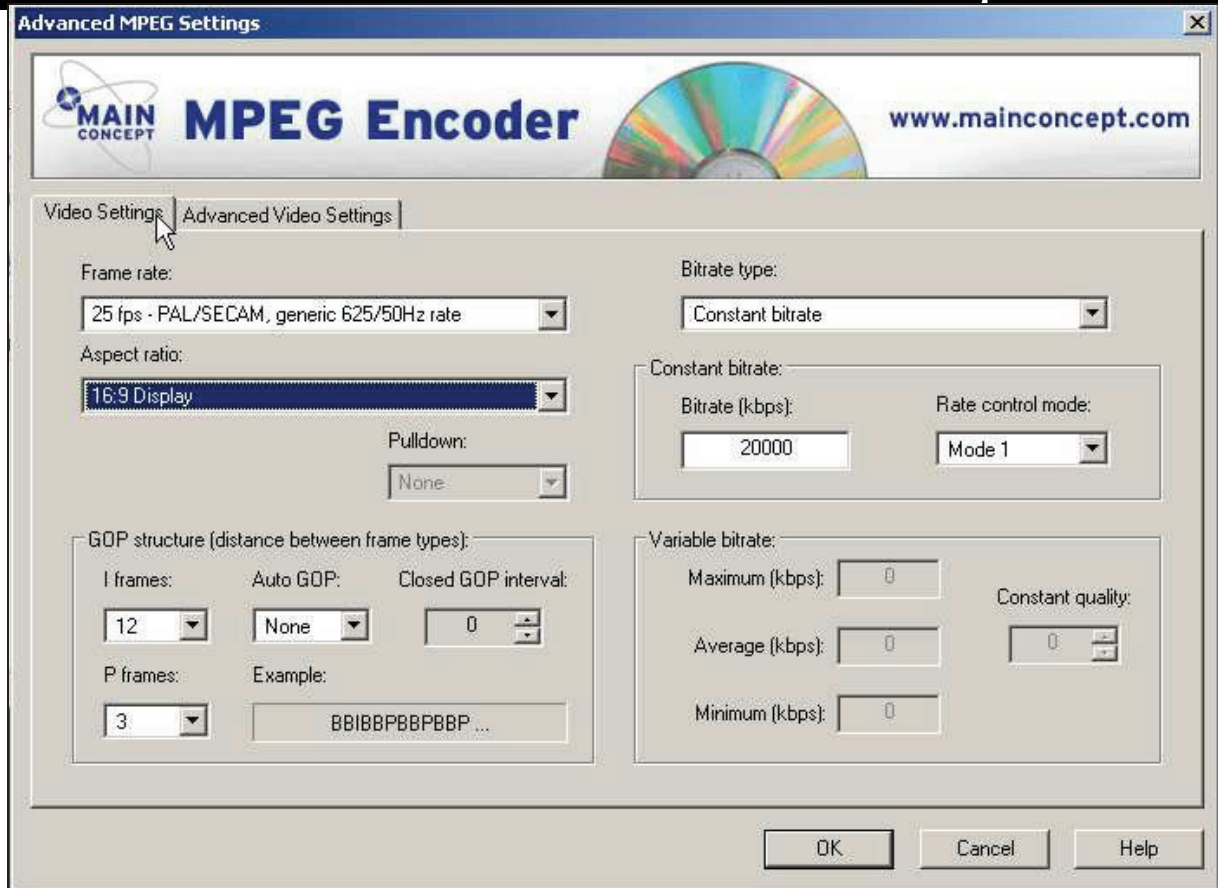 Advanced MPEG Settings
MAIN CONCEPT
MPEG Encoder
www.mainconcept.com
Video Settings
Advanced Video Settings
Frame rate:
25 fps - PAL/SECAM, generic 625/50Hz rate
Aspect ratio:
16:9 Display
Pulldown:
None
GOP structure (distance between frame types):
I frames:
Auto GOP:
Closed GOP interval:
12
None
0
P frames:
Example:
3
BBIBBPBBPBBP ...
Bitrate type:
Constant bitrate
Constant bitrate:
Bitrate (kbps):
Rate control mode:
20000
Mode 1
Variable bitrate:
Maximum (kbps):
0
Constant quality:
0
Average (kbps):
0
Minimum (kbps):
0
OK
Cancel
Help